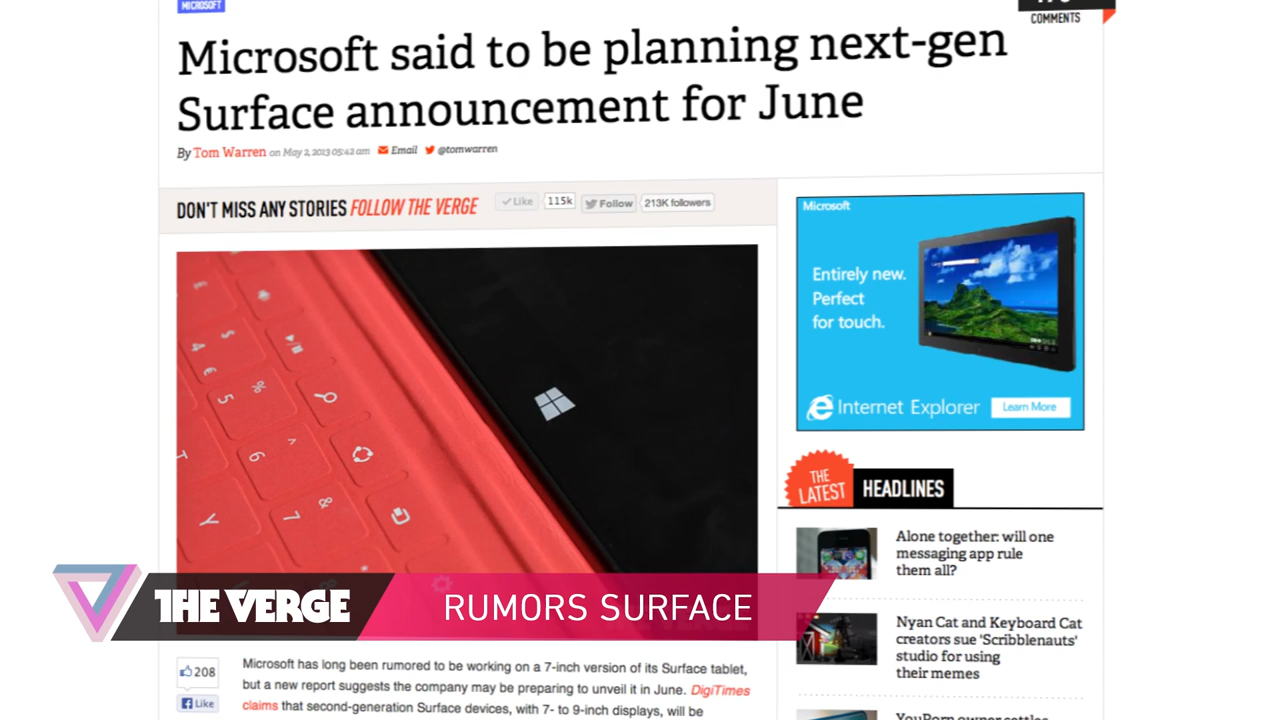 MICROSOFT
COMMENTS
Microsoft said to be planning next-gen
Surface announcement for June
By Tom Warren on May 2, 2013 05:42 am Email @tomwarren
DON'T MISS ANY STORIES FOLLOW THE VERGE
Like 115k Follow 213K followers
Microsoft
Entirely new.
Perfect
for touch.
Internet Explorer Learn More
THE
LATEST
HEADLINES
Alone together: will one
messaging app rule
them all?
Nyan Cat and Keyboard Cat
creators sue 'Scribblenauts'
studio for using
their memes
YouPorn owner settles
THE VERGE
RUMORS SURFACE
208
Like
Microsoft has long been rumored to be working on a 7-inch version of its Surface tablet,
but a new report suggests the company may be preparing to unveil it in June. DigiTimes
claims that second-generation Surface devices, with 7- to 9-inch displays, will be